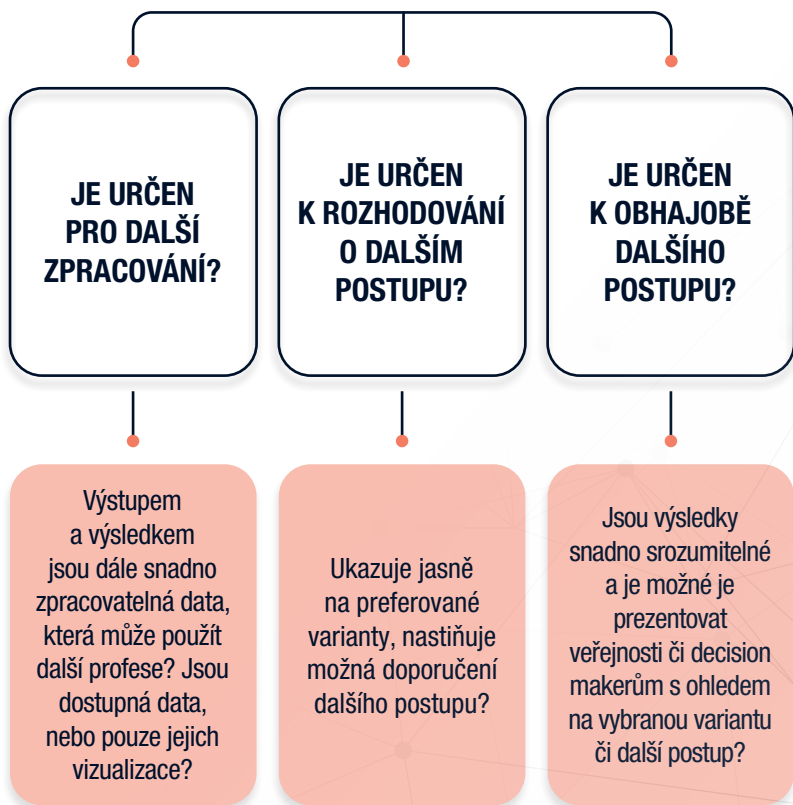 JE URČEN
PRO DALŠÍ
ZPRACOVÁNÍ?
JE URČEN
K ROZHODOVÁNÍ
O DALŠÍM
POSTUPU?
JE URČEN
K OBHAJOBĚ
DALŠÍHO
POSTUPU?
Výstupem
a výsledkem
jsou dále snadno
zpracovatelná data,
která může použít
další profese? Jsou
dostupná data,
nebo pouze jejich
vizualizace?
Ukazuje jasně
na preferované
varianty, nastiňuje
možná doporučení
dalšího postupu?
Jsou výsledky
snadno srozumitelné
a je možné je
prezentovat
veřejnosti či decision
makerům s ohledem
na vybranou variantu
či další postup?